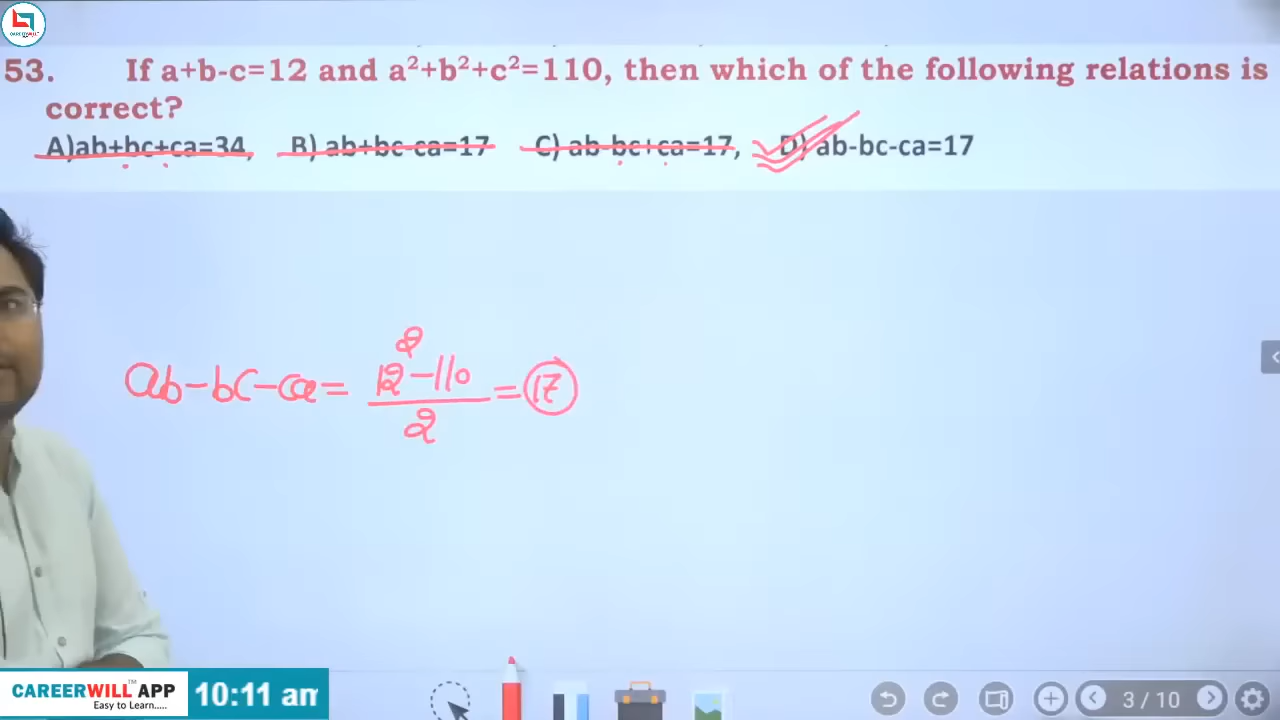 CAREERWILL
53. If a+b-c=12 and a²+b²+c²=110, then which of the following relations is
correct?
A)ab+bc+ca=34, B) ab+bc-ca=17 C) ab-bc+ca=17, D) ab-bc-ca=17
ab-bc-ca= 12²-110 / 2 = 17
CAREERWILL™ APP
Easy to Learn.....
10:11 am
3 / 10